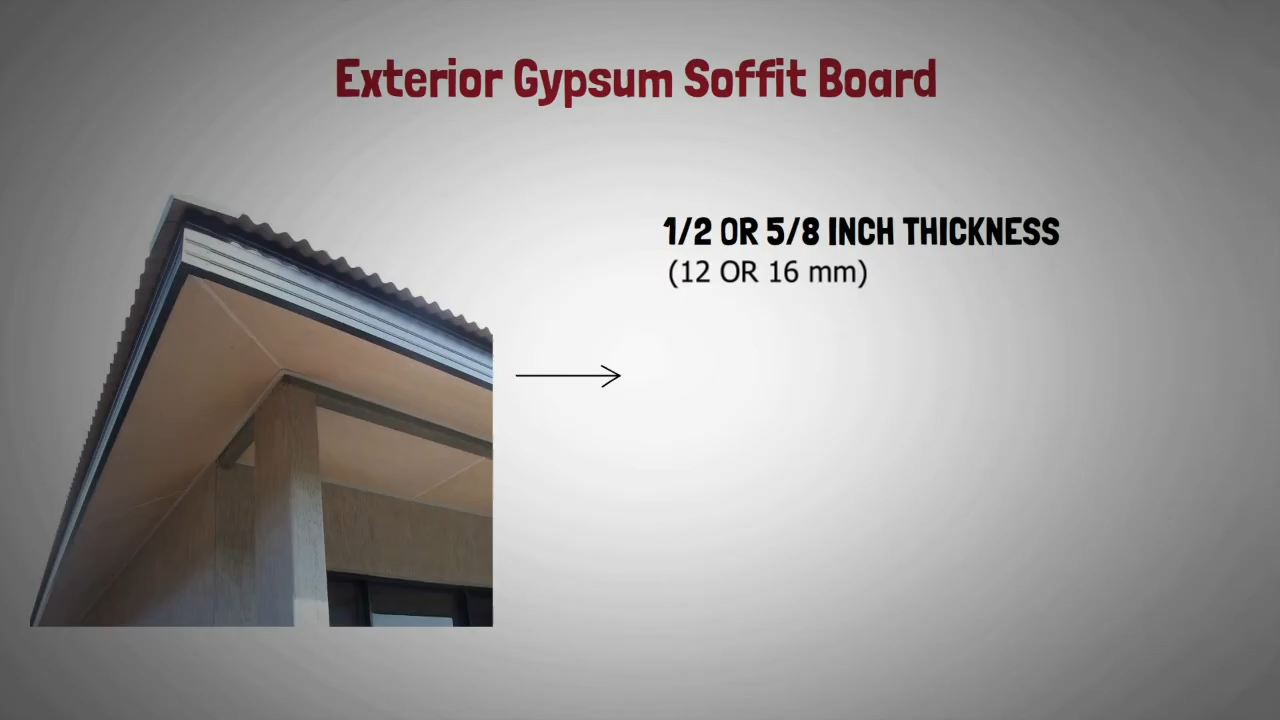 Exterior Gypsum Soffit Board
1/2 OR 5/8 INCH THICKNESS
(12 OR 16 mm)